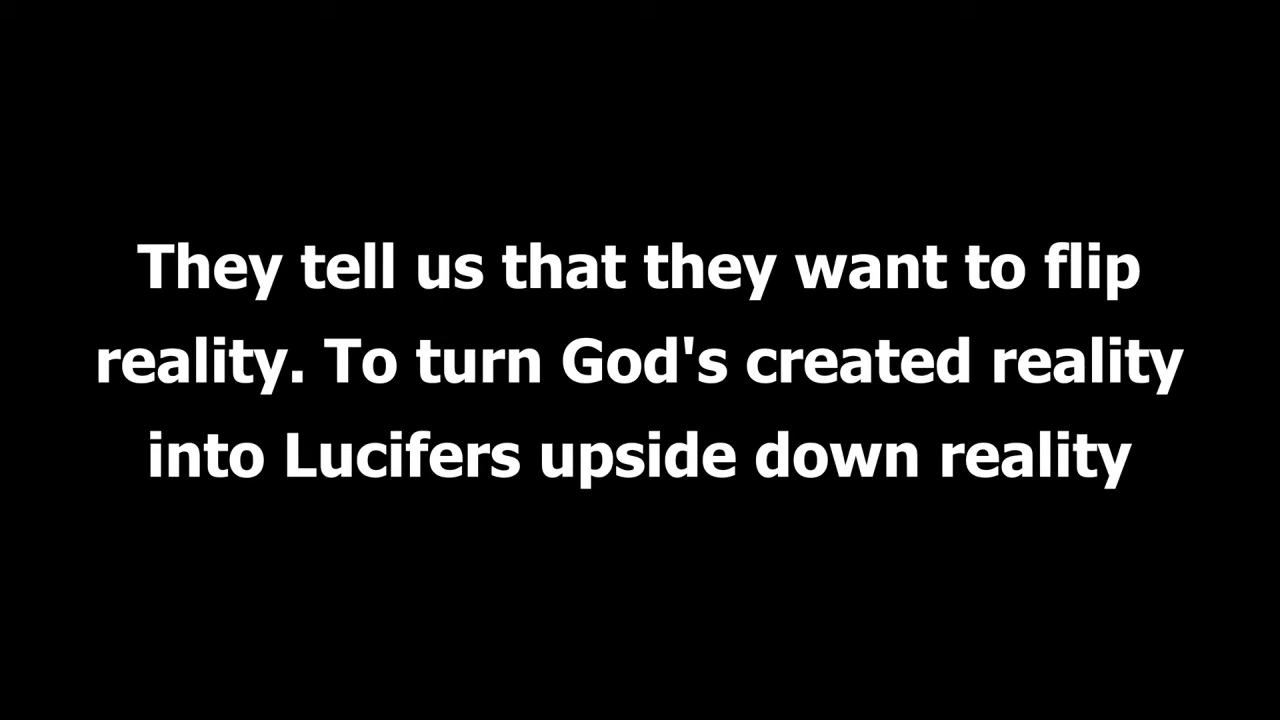 They tell us that they want to flip
reality. To turn God's created reality
into Lucifers upside down reality